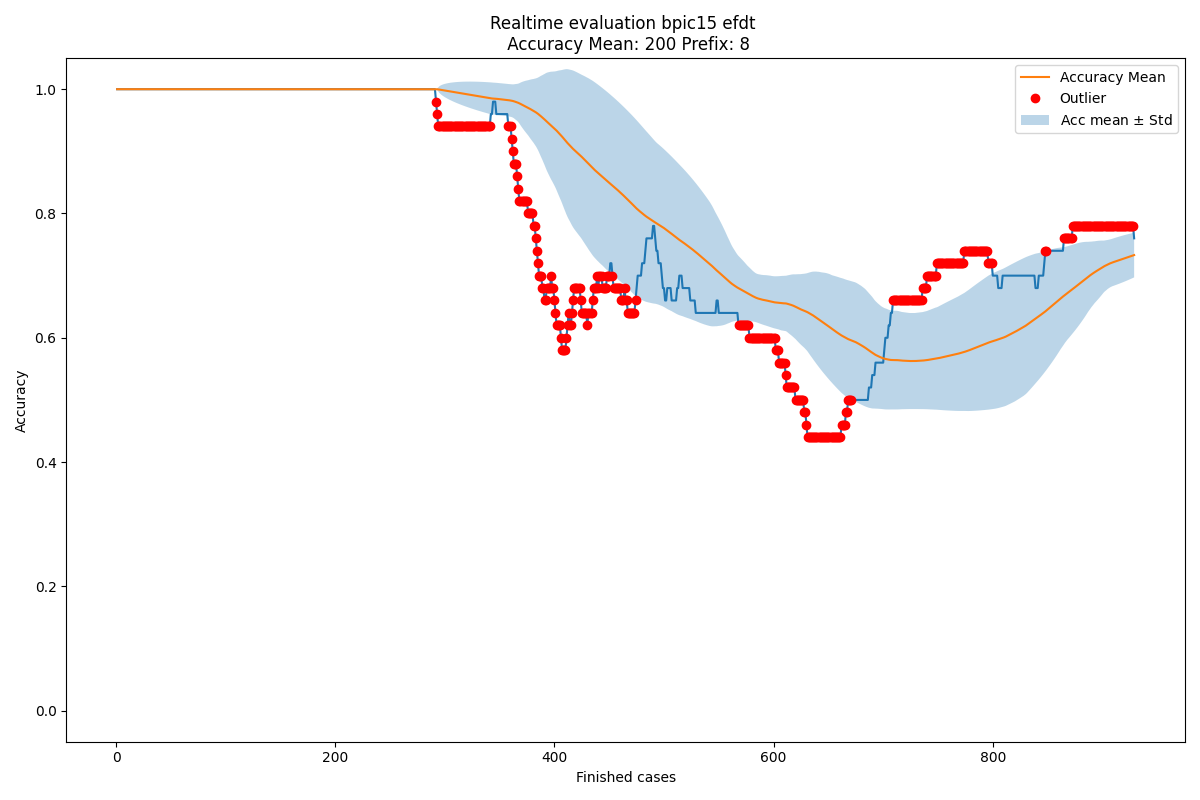 Realtime evaluation bpic15 efdt
Accuracy Mean: 200 Prefix: 8
Accuracy Mean
Outlier
Acc mean ± Std
1.0
0.8
0.6
0.4
0.2
0.0
Accuracy
0
200
400
600
800
Finished cases